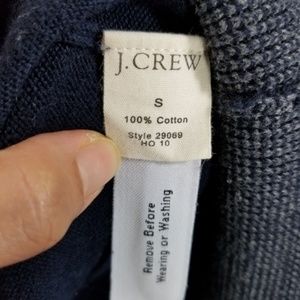 J.CREW
S
100% Cotton
Style 29069
HO 10
Remove Before
Wearing or Washing